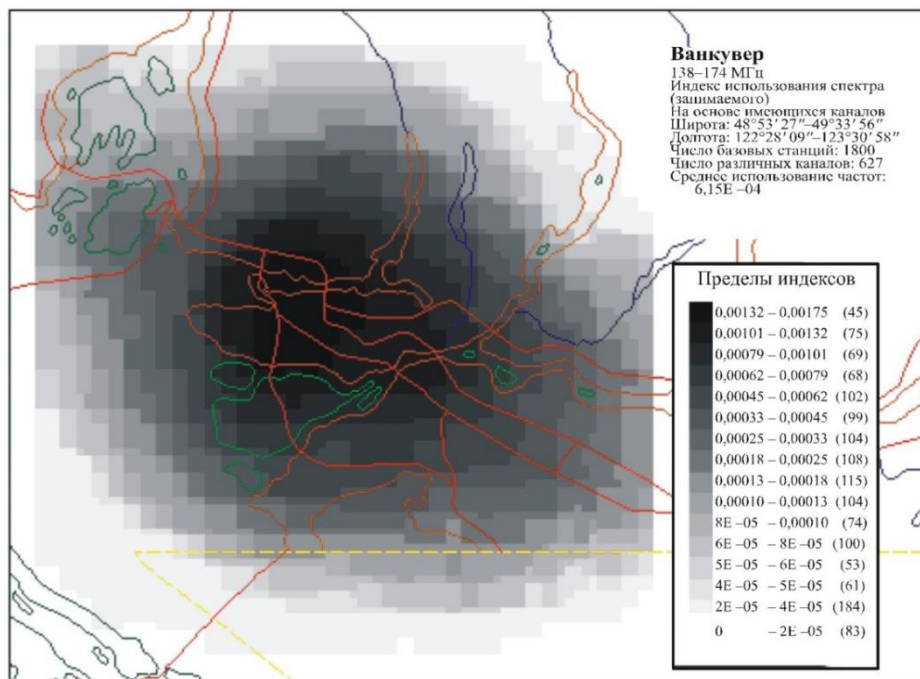 Ванкувер
138–174 МГц
Индекс использования спектра
(занимаемого)
На основе имеющихся каналов
Широта: 48°53′27″–49°33′56″
Долгота: 122°28′09″–123°30′58″
Число базовых станций: 1800
Число различных каналов: 627
Среднее использование частот:
6,15E –04
Пределы индексов
0,00132 – 0,00175 (45)
0,00101 – 0,00132 (75)
0,00079 – 0,00101 (69)
0,00062 – 0,00079 (68)
0,00045 – 0,00062 (102)
0,00033 – 0,00045 (99)
0,00025 – 0,00033 (104)
0,00018 – 0,00025 (108)
0,00013 – 0,00018 (115)
0,00010 – 0,00013 (104)
8E –05 – 0,00010 (74)
6E –05 – 8E –05 (100)
5E –05 – 6E –05 (53)
4E –05 – 5E –05 (61)
2E –05 – 4E –05 (184)
0 – 2E –05 (83)